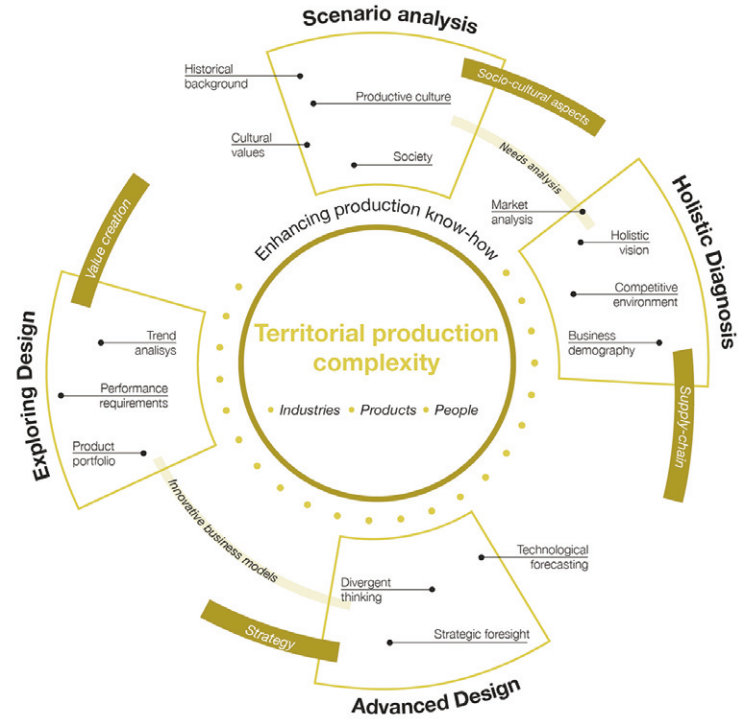 Scenario analysis
Historical
background
Productive culture
Cultural
values
Society
Socio-cultural aspects
Needs analysis
Holistic Diagnosis
Market
analysis
Holistic
vision
Competitive
environment
Business
demography
Supply-chain
Enhancing production know-how
Territorial production
complexity
• Industries • Products • People
Value creation
Exploring Design
Trend
analisys
Performance
requirements
Product
portfolio
Innovative business models
Strategy
Technological
forecasting
Divergent
thinking
Strategic foresight
Advanced Design